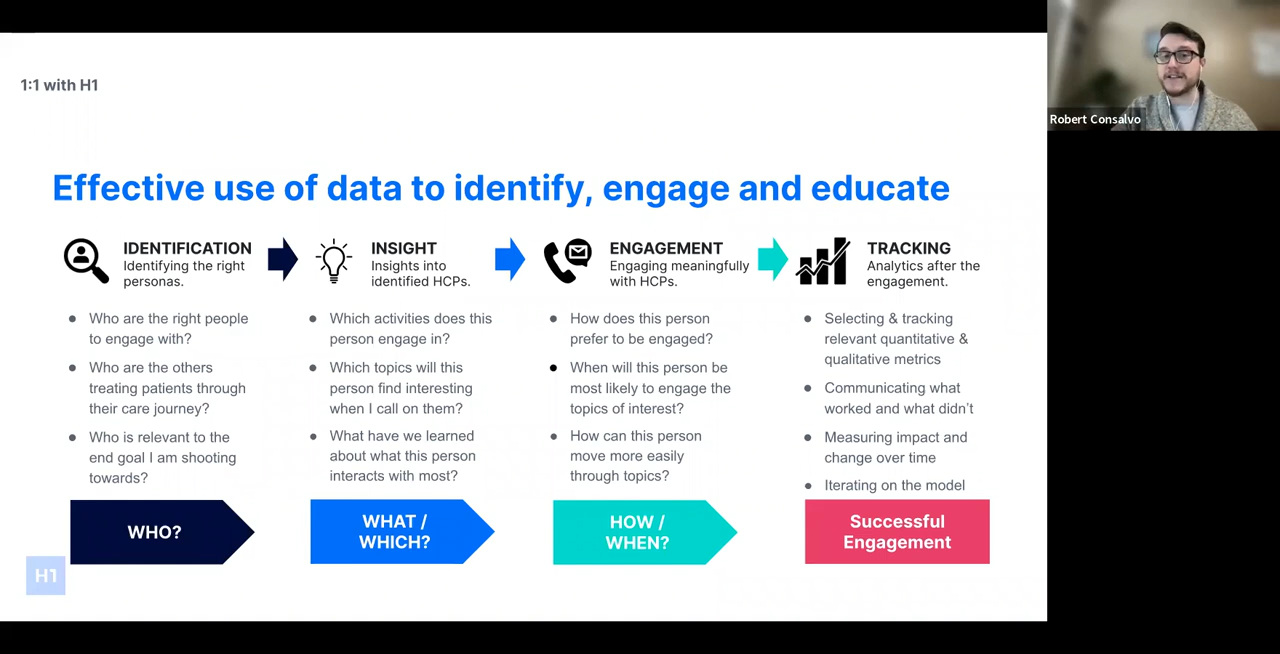 1:1 with H1
Robert Consalvo
Effective use of data to identify, engage and educate
IDENTIFICATION
Identifying the right
personas.
INSIGHT
Insights into
identified HCPs.
ENGAGEMENT
Engaging meaningfully
with HCPs.
TRACKING
Analytics after the
engagement.
● Who are the right people
to engage with?
● Who are the others
treating patients through
their care journey?
● Who is relevant to the
end goal I am shooting
towards?
● Which activities does this
person engage in?
● Which topics will this
person find interesting
when I call on them?
● What have we learned
about what this person
interacts with most?
● How does this person
prefer to be engaged?
● When will this person be
most likely to engage the
topics of interest?
● How can this person
move more easily
through topics?
● Selecting & tracking
relevant quantitative &
qualitative metrics
● Communicating what
worked and what didn’t
● Measuring impact and
change over time
● Iterating on the model
WHO?
WHAT /
WHICH?
HOW /
WHEN?
Successful
Engagement
H1